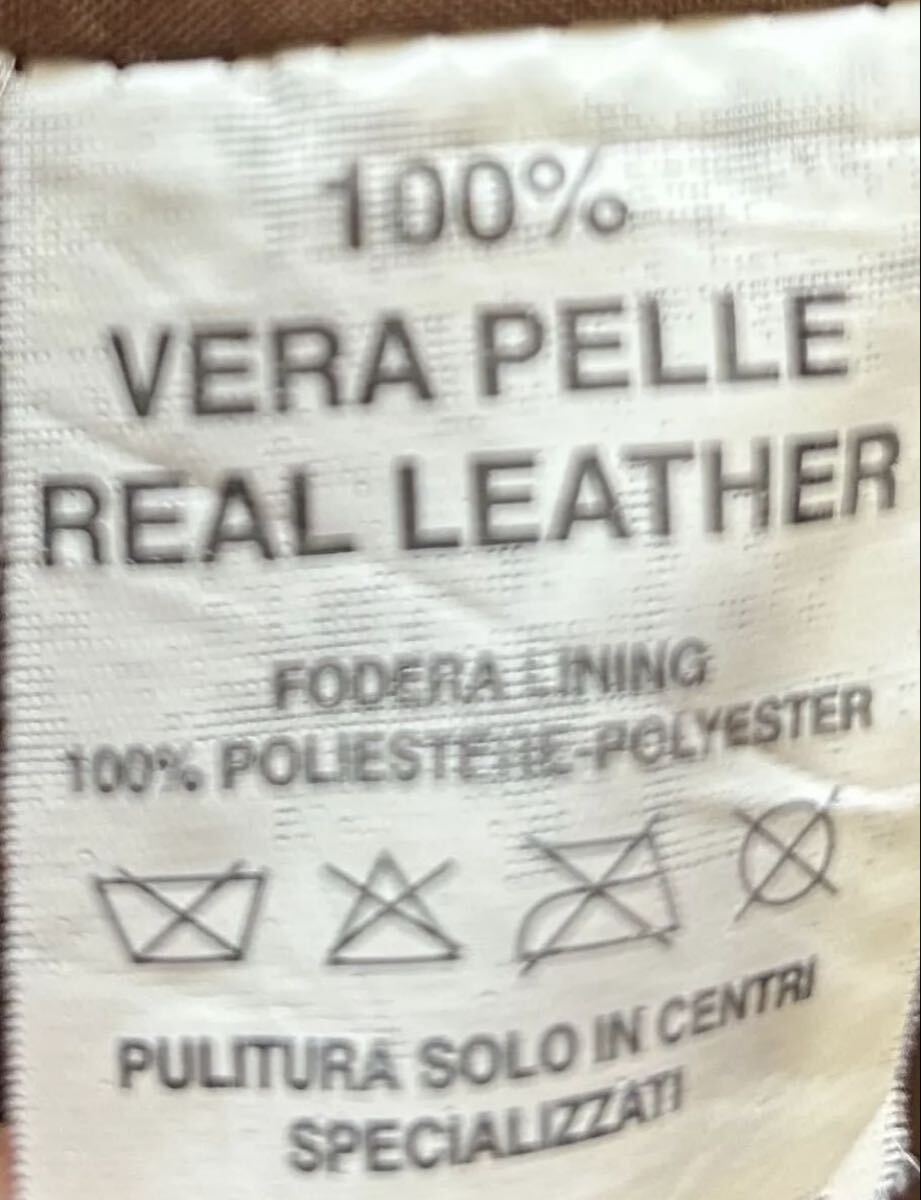 100%
VERA PELLE
REAL LEATHER
FODERA LINING
100% POLIESTERE-POLYESTER
PULITURA SOLO IN CENTRI
SPECIALIZZATI